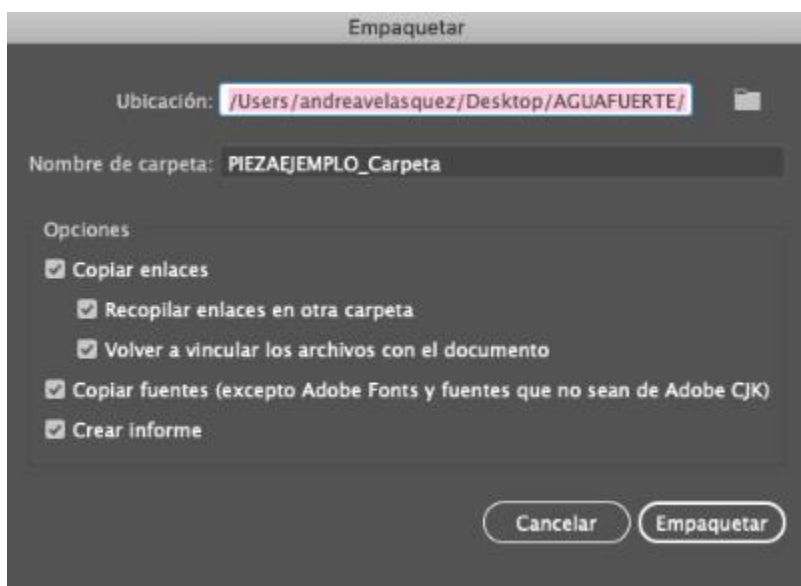 Empaquetar
Ubicación: /Users/andreavelasquez/Desktop/AGUAFUERTE/
Nombre de carpeta: PIEZAEJEMPLO_Carpeta
Opciones
Copiar enlaces
Recopilar enlaces en otra carpeta
Volver a vincular los archivos con el documento
Copiar fuentes (excepto Adobe Fonts y fuentes que no sean de Adobe CJK)
Crear informe
Cancelar Empaquetar